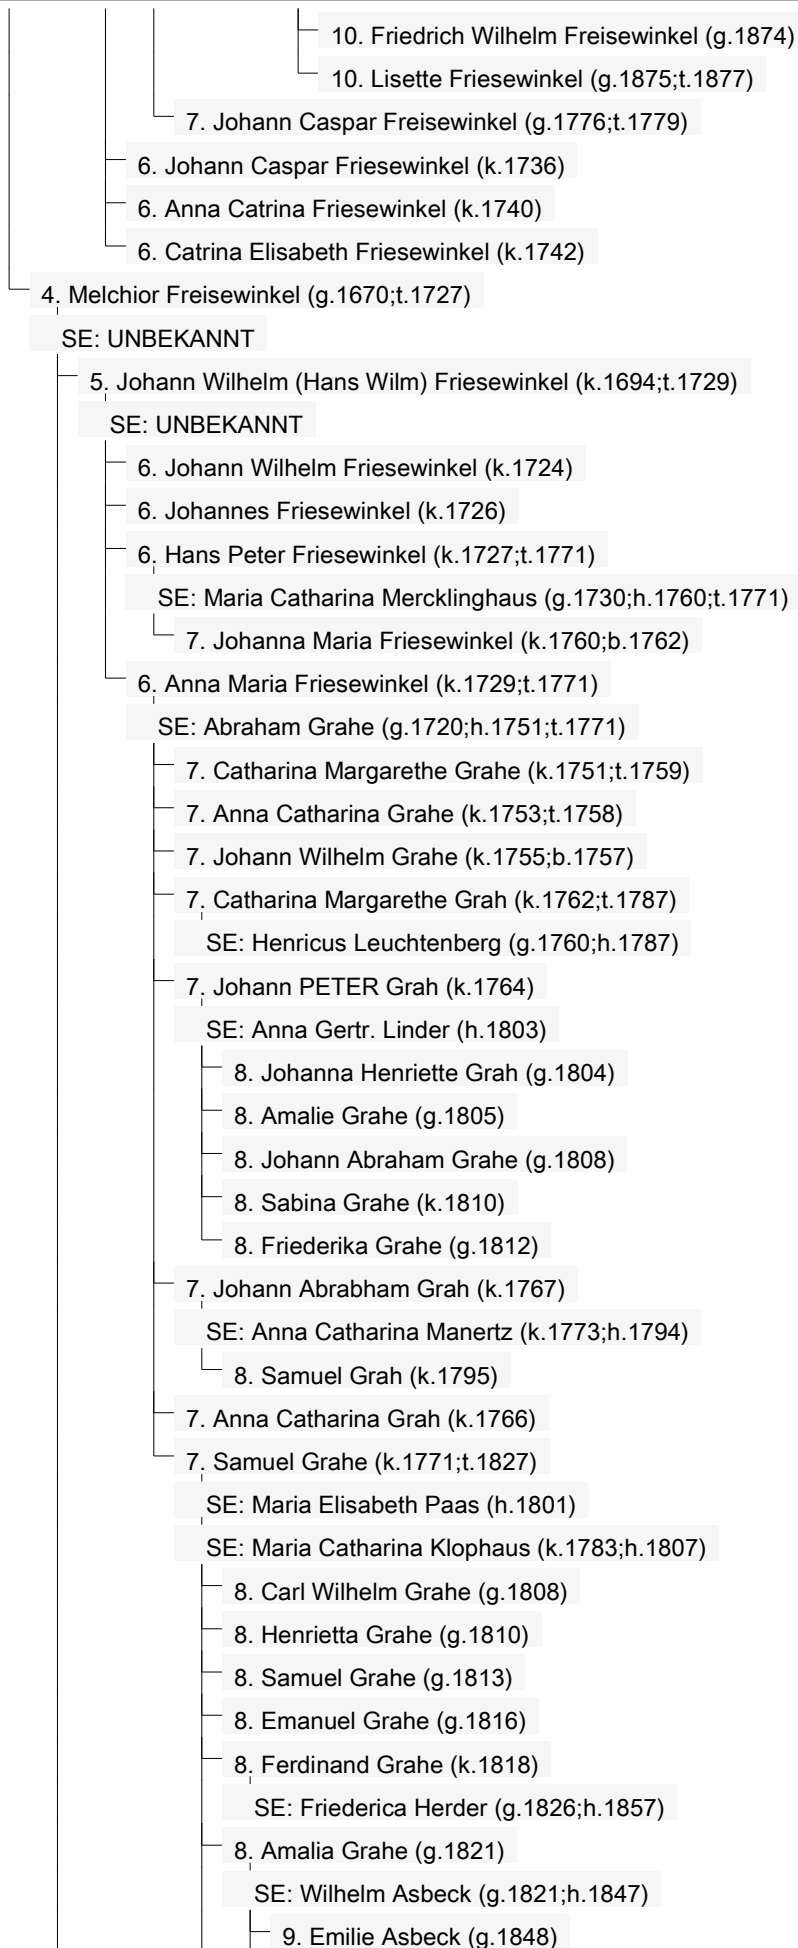 10. Friedrich Wilhelm Freisewinkel (g.1874)
10. Lisette Friesewinkel (g.1875;t.1877)
7. Johann Caspar Freisewinkel (g.1776;t.1779)
6. Johann Caspar Friesewinkel (k.1736)
6. Anna Catrina Friesewinkel (k.1740)
6. Catrina Elisabeth Friesewinkel (k.1742)
4. Melchior Freisewinkel (g.1670;t.1727)
SE: UNBEKANNT
5. Johann Wilhelm (Hans Wilm) Friesewinkel (k.1694;t.1729)
SE: UNBEKANNT
6. Johann Wilhelm Friesewinkel (k.1724)
6. Johannes Friesewinkel (k.1726)
6. Hans Peter Friesewinkel (k.1727;t.1771)
SE: Maria Catharina Mercklinghaus (g.1730;h.1760;t.1771)
7. Johanna Maria Friesewinkel (k.1760;b.1762)
6. Anna Maria Friesewinkel (k.1729;t.1771)
SE: Abraham Grahe (g.1720;h.1751;t.1771)
7. Catharina Margarethe Grahe (k.1751;t.1759)
7. Anna Catharina Grahe (k.1753;t.1758)
7. Johann Wilhelm Grahe (k.1755;b.1757)
7. Catharina Margarethe Grah (k.1762;t.1787)
SE: Henricus Leuchtenberg (g.1760;h.1787)
7. Johann PETER Grah (k.1764)
SE: Anna Gertr. Linder (h.1803)
8. Johanna Henriette Grah (g.1804)
8. Amalie Grahe (g.1805)
8. Johann Abraham Grahe (g.1808)
8. Sabina Grahe (k.1810)
8. Friederika Grahe (g.1812)
7. Johann Abrabham Grah (k.1767)
SE: Anna Catharina Manertz (k.1773;h.1794)
8. Samuel Grah (k.1795)
7. Anna Catharina Grah (k.1766)
7. Samuel Grahe (k.1771;t.1827)
SE: Maria Elisabeth Paas (h.1801)
SE: Maria Catharina Klophaus (k.1783;h.1807)
8. Carl Wilhelm Grahe (g.1808)
8. Henrietta Grahe (g.1810)
8. Samuel Grahe (g.1813)
8. Emanuel Grahe (g.1816)
8. Ferdinand Grahe (k.1818)
SE: Friederica Herder (g.1826;h.1857)
8. Amalia Grahe (g.1821)
SE: Wilhelm Asbeck (g.1821;h.1847)
9. Emilie Asbeck (g.1848)